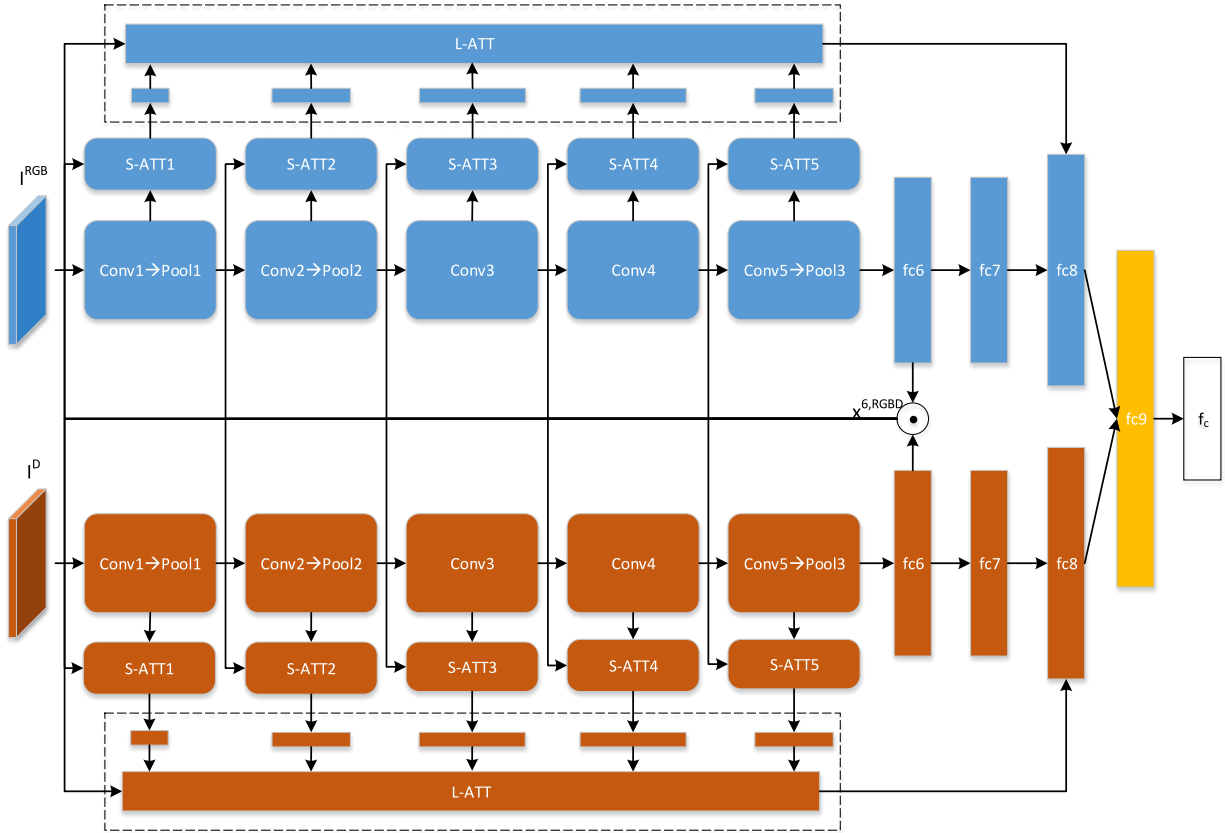 L-ATT
S-ATT1 S-ATT2 S-ATT3 S-ATT4 S-ATT5
I^RGB
Conv1→Pool1 Conv2→Pool2 Conv3 Conv4 Conv5→Pool3 fc6 fc7 fc8
x^6,RGBD
fc9 f_c
I^D
Conv1→Pool1 Conv2→Pool2 Conv3 Conv4 Conv5→Pool3 fc6 fc7 fc8
S-ATT1 S-ATT2 S-ATT3 S-ATT4 S-ATT5
L-ATT